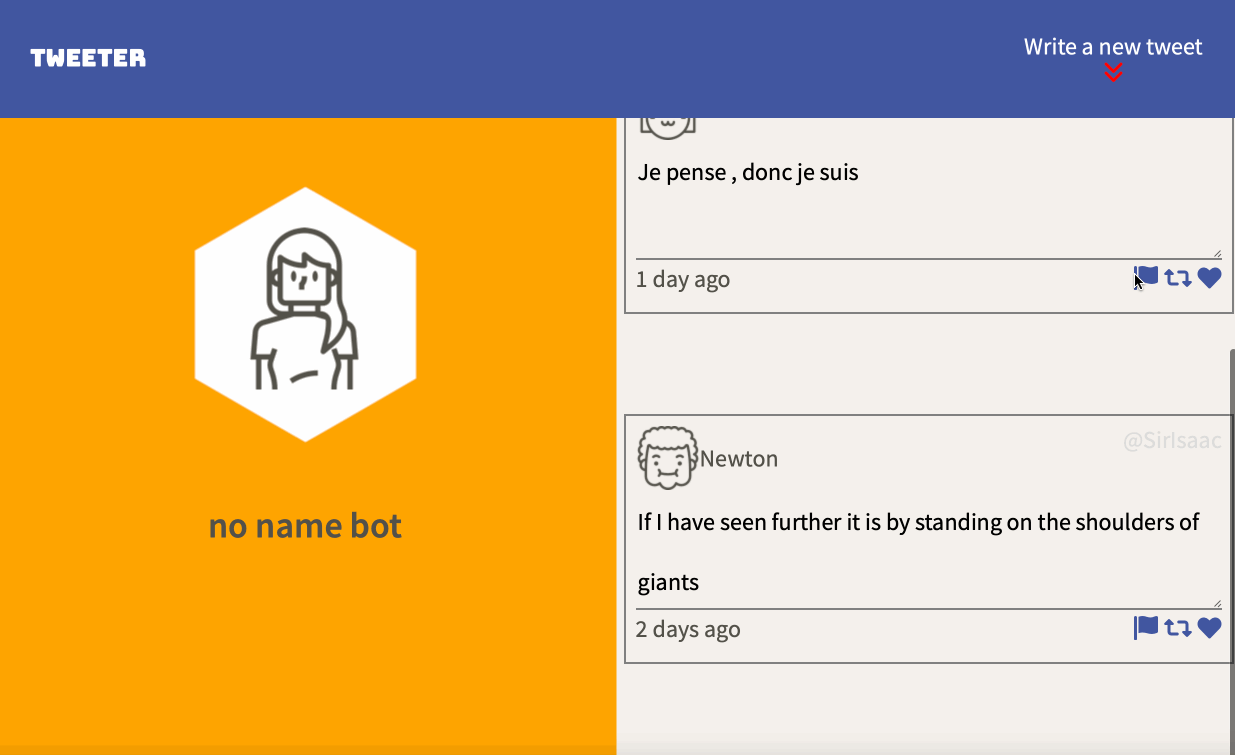 TWEETER
Write a new tweet
no name bot
Je pense , donc je suis
1 day ago
@SirIsaac
Newton
If I have seen further it is by standing on the shoulders of
giants
2 days ago